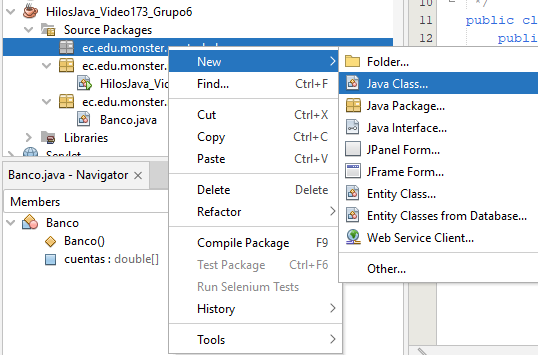 HilosJava_Video173_Grupo6
Source Packages
ec.edu.monster.
ec.edu.monster.
HilosJava_Vi
ec.edu.monster.
Banco.java
Libraries
Servlet
Banco.java - Navigator
Members
Banco
Banco()
cuentas : double[]
New
Find... Ctrl+F
Cut Ctrl+X
Copy Ctrl+C
Paste Ctrl+V
Delete Delete
Refactor
Compile Package F9
Test Package Ctrl+F6
Run Selenium Tests
History
Tools
Folder...
Java Class...
Java Package...
Java Interface...
JPanel Form...
JFrame Form...
Entity Class...
Entity Classes from Database...
Web Service Client...
Other...
10
11 public cl
12 pub